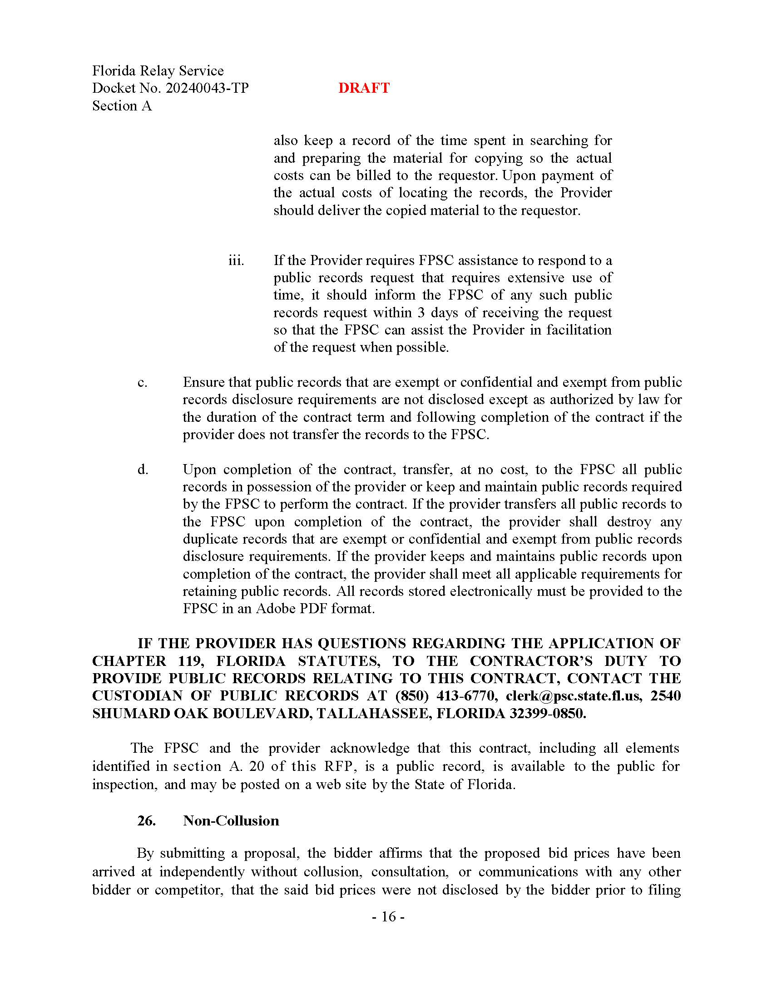 Florida Relay Service
Docket No. 20240043-TP DRAFT
Section A
also keep a record of the time spent in searching for
and preparing the material for copying so the actual
costs can be billed to the requestor. Upon payment of
the actual costs of locating the records, the Provider
should deliver the copied material to the requestor.
iii. If the Provider requires FPSC assistance to respond to a
public records request that requires extensive use of
time, it should inform the FPSC of any such public
records request within 3 days of receiving the request
so that the FPSC can assist the Provider in facilitation
of the request when possible.
c. Ensure that public records that are exempt or confidential and exempt from public
records disclosure requirements are not disclosed except as authorized by law for
the duration of the contract term and following completion of the contract if the
provider does not transfer the records to the FPSC.
d. Upon completion of the contract, transfer, at no cost, to the FPSC all public
records in possession of the provider or keep and maintain public records required
by the FPSC to perform the contract. If the provider transfers all public records to
the FPSC upon completion of the contract, the provider shall destroy any
duplicate records that are exempt or confidential and exempt from public records
disclosure requirements. If the provider keeps and maintains public records upon
completion of the contract, the provider shall meet all applicable requirements for
retaining public records. All records stored electronically must be provided to the
FPSC in an Adobe PDF format.
IF THE PROVIDER HAS QUESTIONS REGARDING THE APPLICATION OF
CHAPTER 119, FLORIDA STATUTES, TO THE CONTRACTOR’S DUTY TO
PROVIDE PUBLIC RECORDS RELATING TO THIS CONTRACT, CONTACT THE
CUSTODIAN OF PUBLIC RECORDS AT (850) 413-6770, clerk@psc.state.fl.us, 2540
SHUMARD OAK BOULEVARD, TALLAHASSEE, FLORIDA 32399-0850.
The FPSC and the provider acknowledge that this contract, including all elements
identified in section A. 20 of this RFP, is a public record, is available to the public for
inspection, and may be posted on a web site by the State of Florida.
26. Non-Collusion
By submitting a proposal, the bidder affirms that the proposed bid prices have been
arrived at independently without collusion, consultation, or communications with any other
bidder or competitor, that the said bid prices were not disclosed by the bidder prior to filing
- 16 -